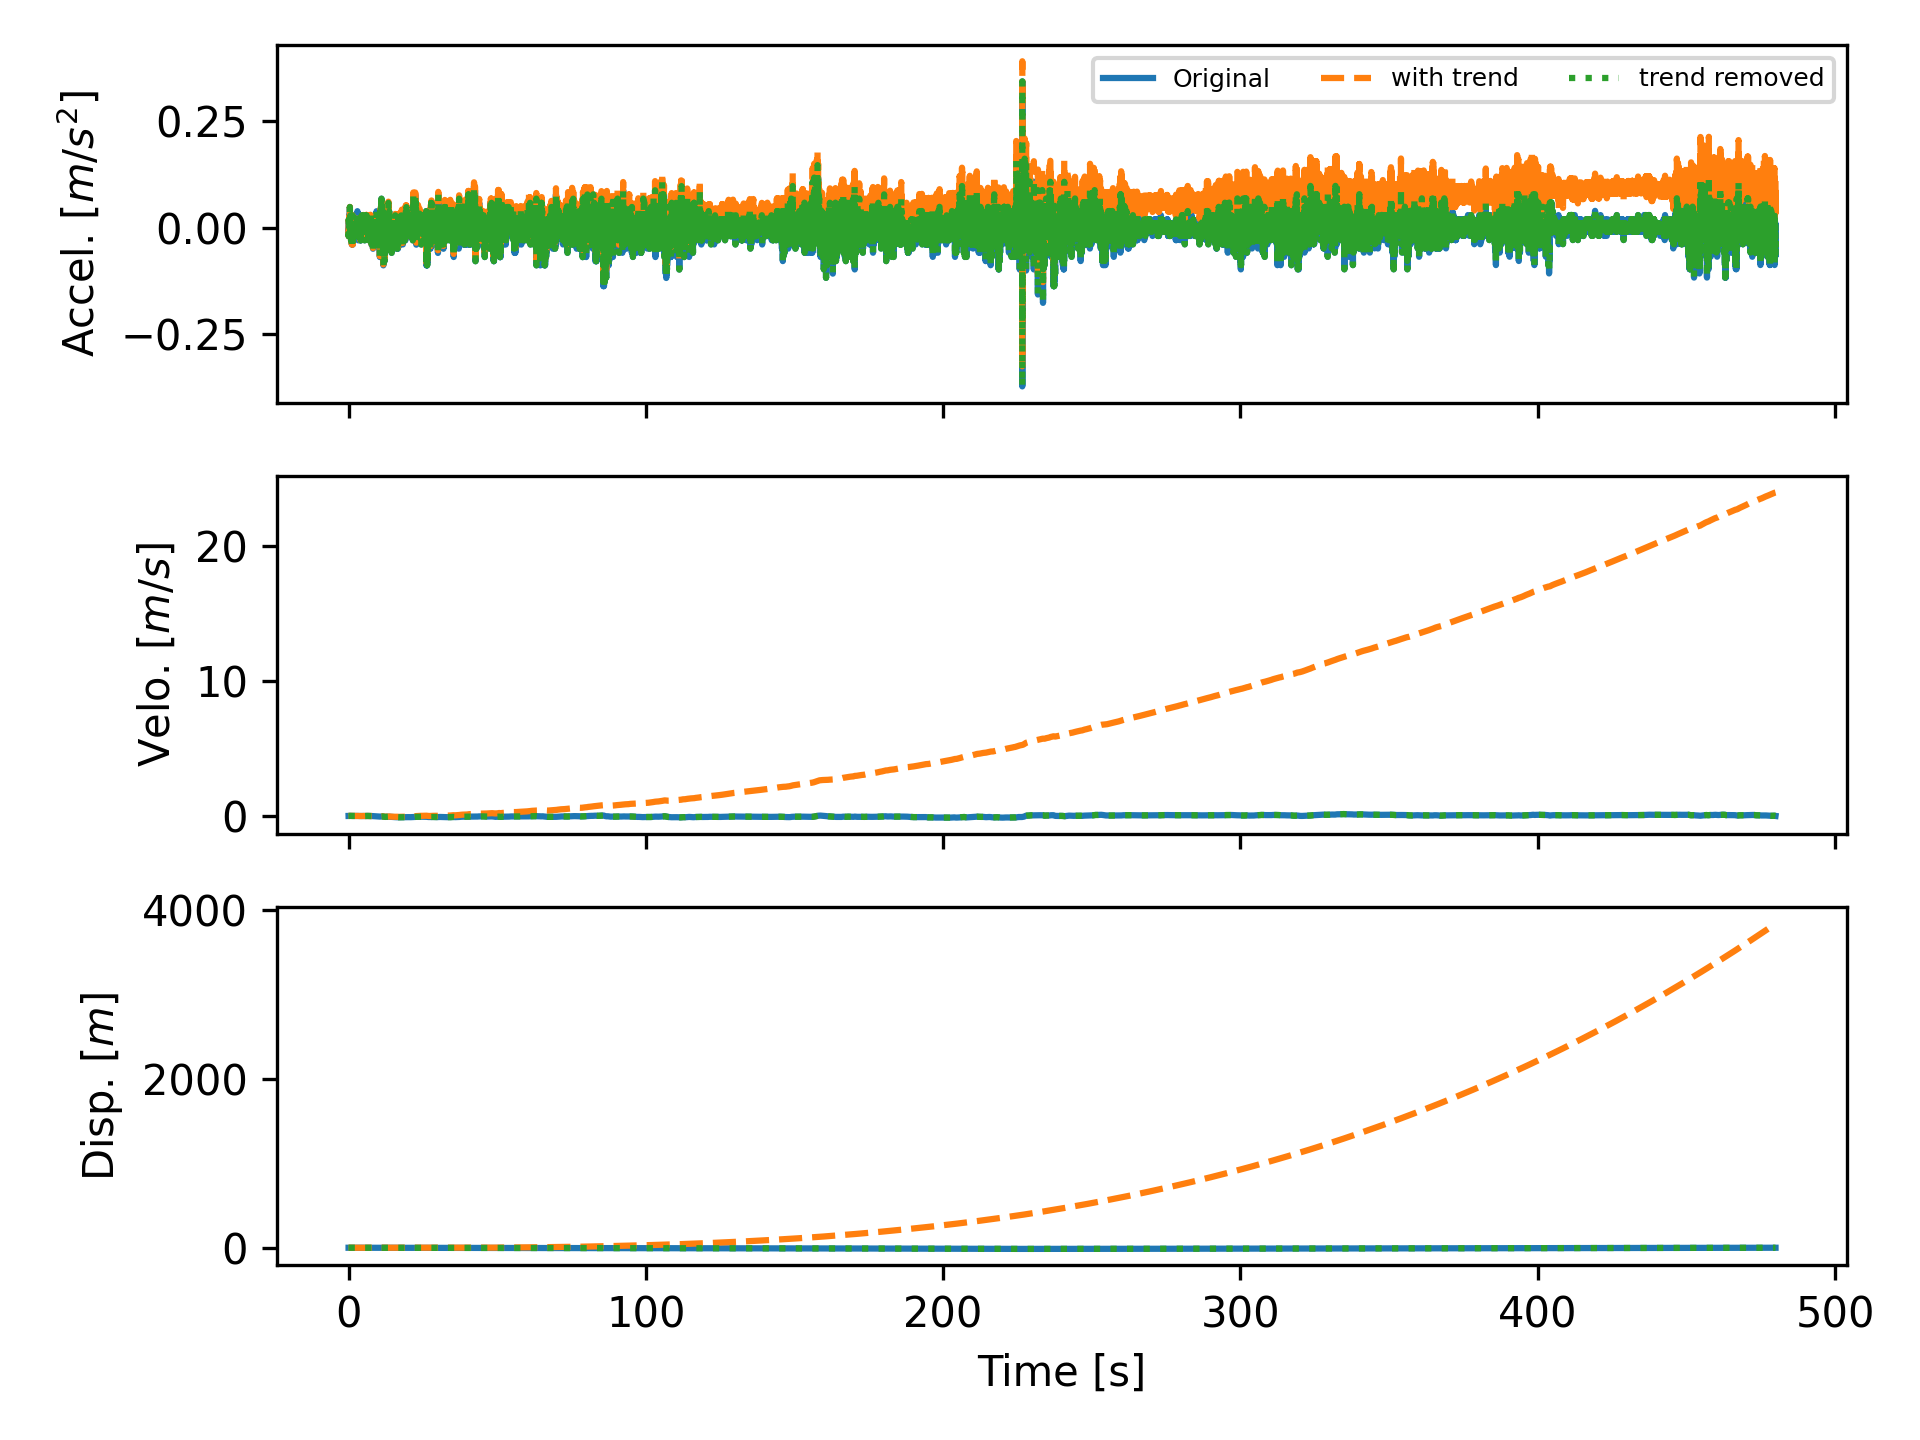 Accel. [m/s²]
0.25
0.00
−0.25
Original with trend trend removed
Velo. [m/s]
20
10
0
Disp. [m]
4000
2000
0
0 100 200 300 400 500
Time [s]